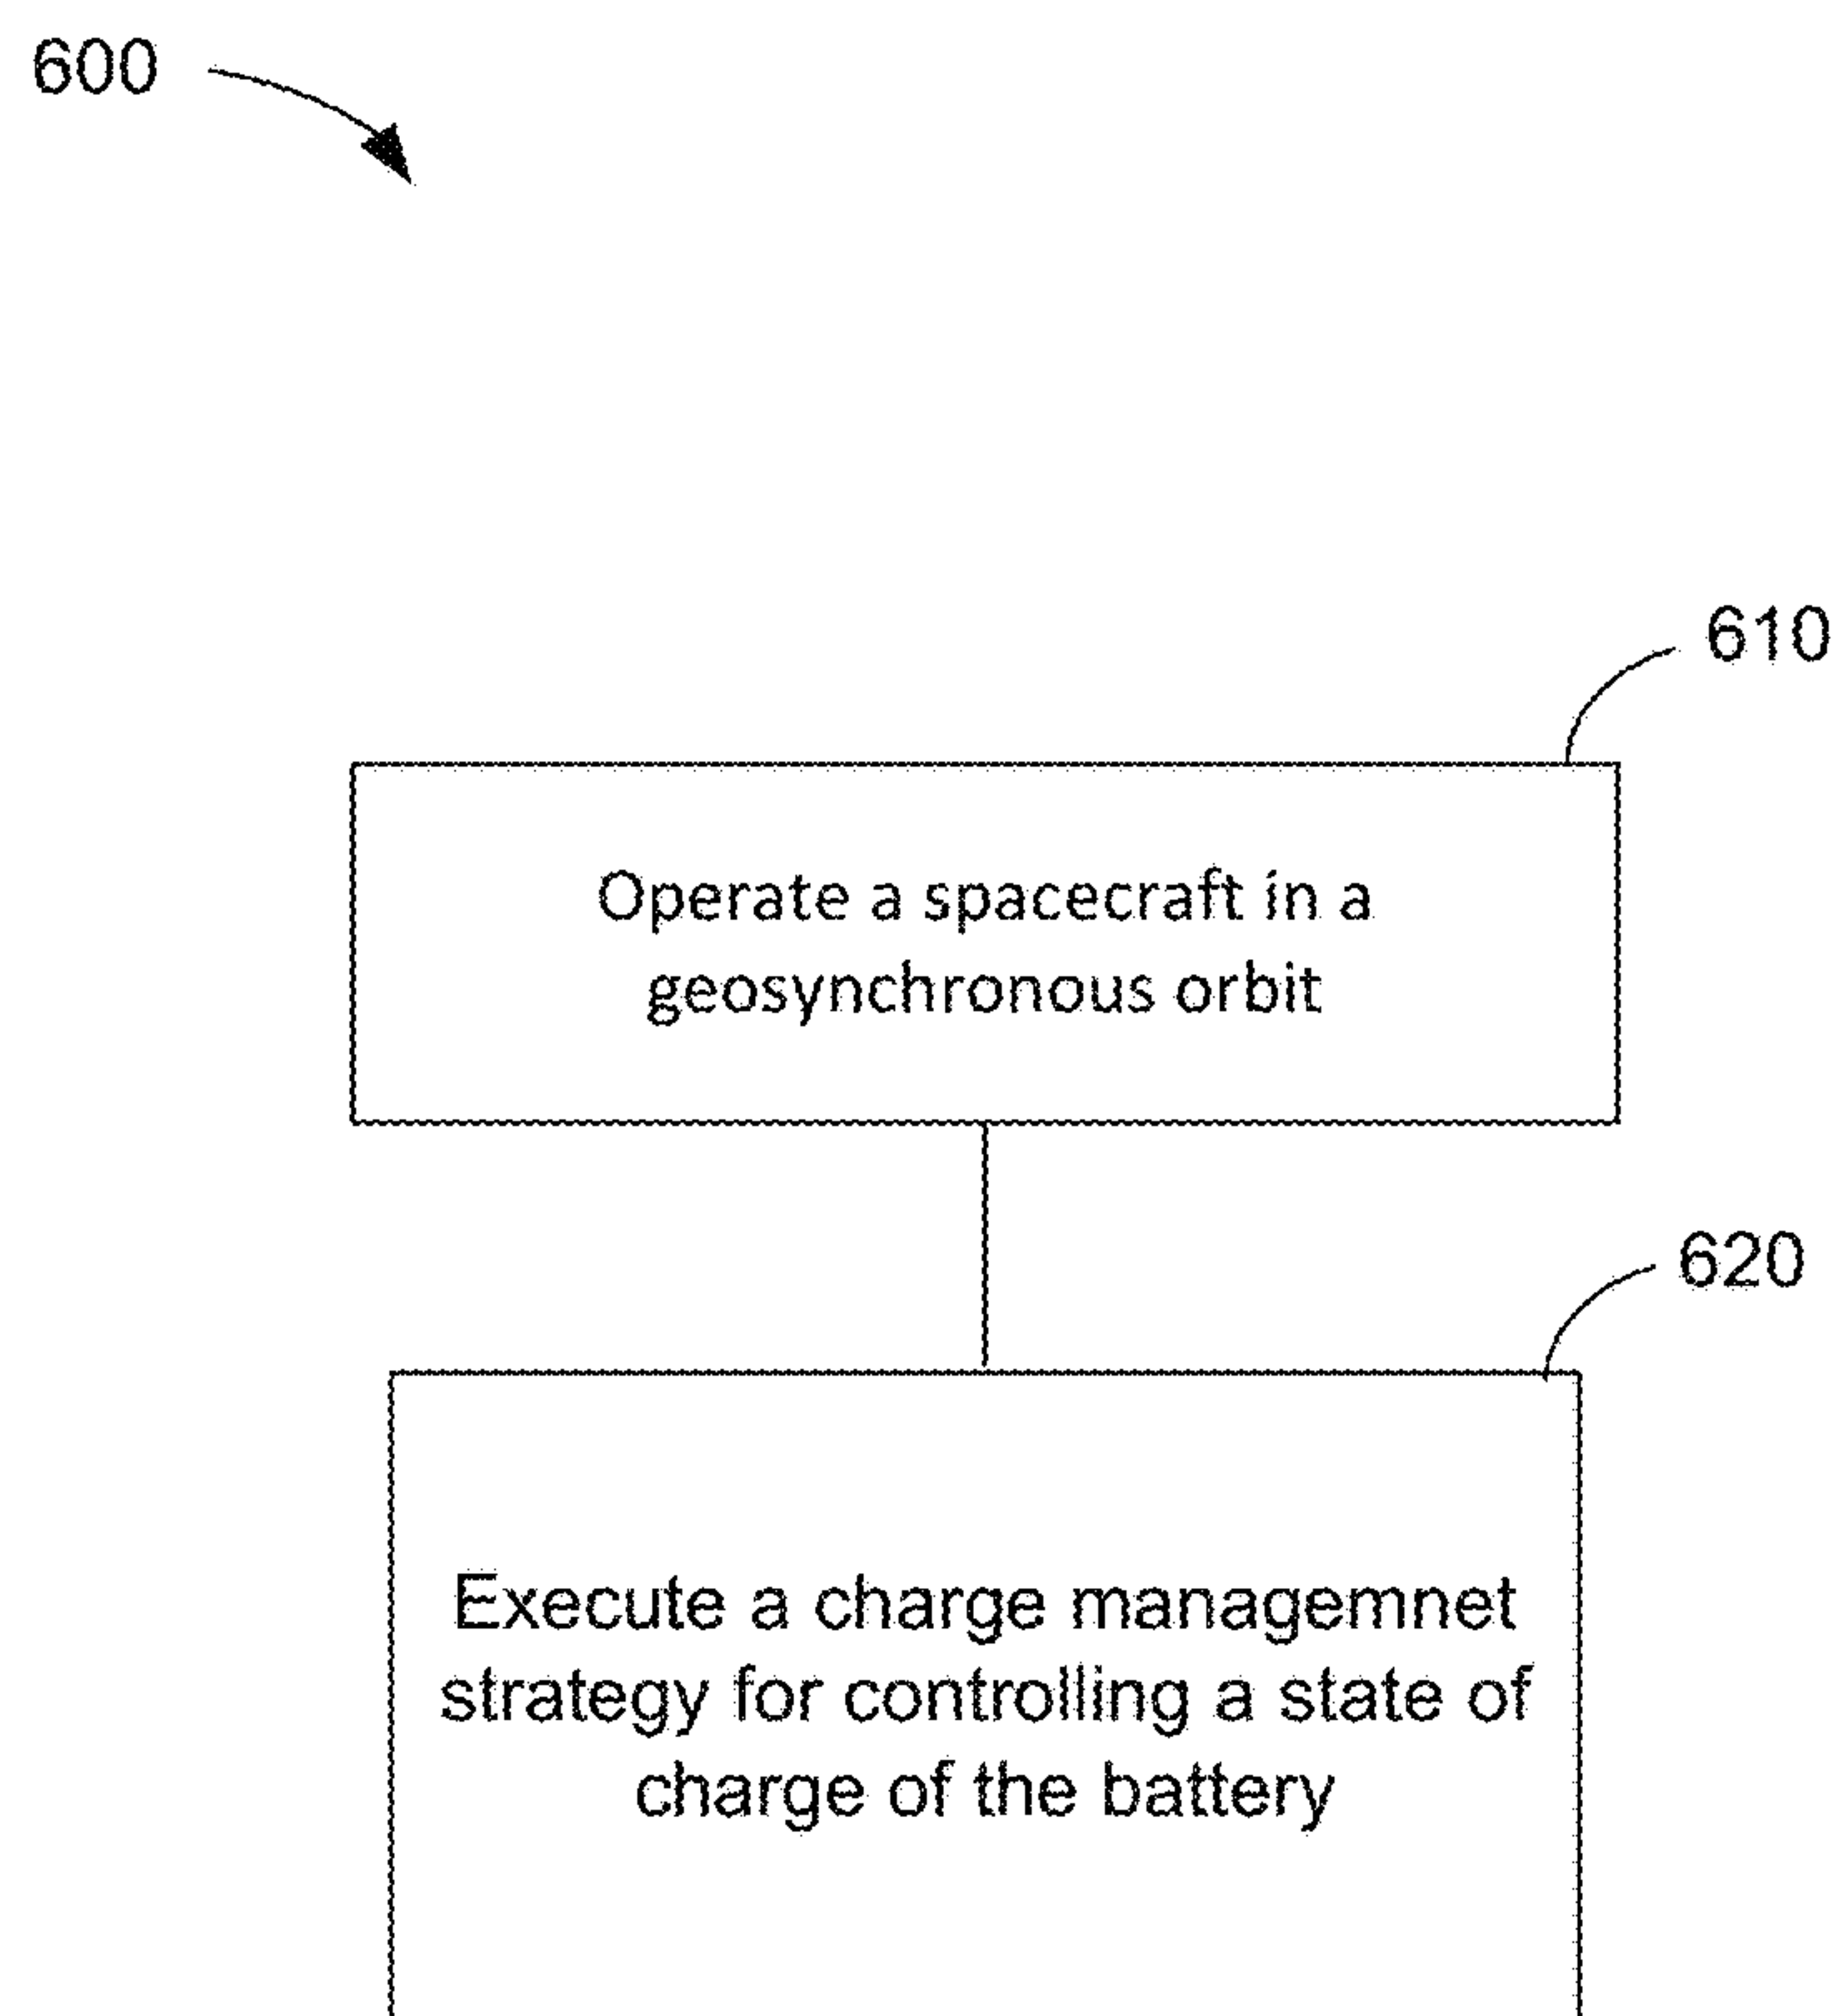 600
610
Operate a spacecraft in a
geosynchronous orbit
620
Execute a charge managemnet
strategy for controlling a state of
charge of the battery